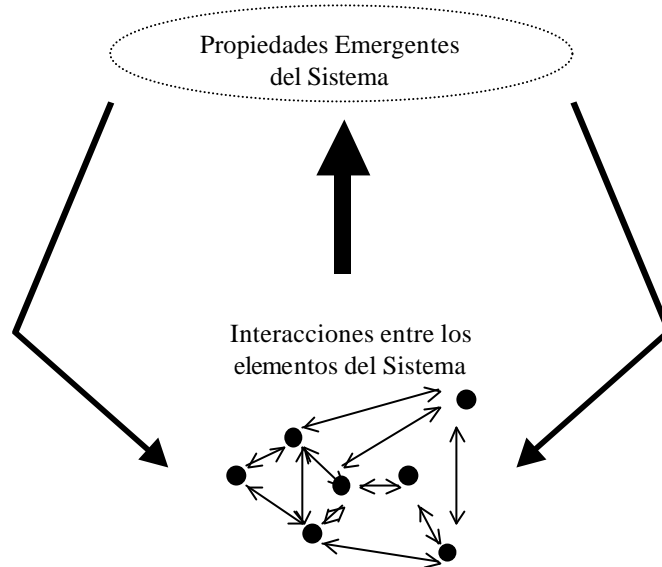 Propiedades Emergentes
del Sistema
Interacciones entre los
elementos del Sistema